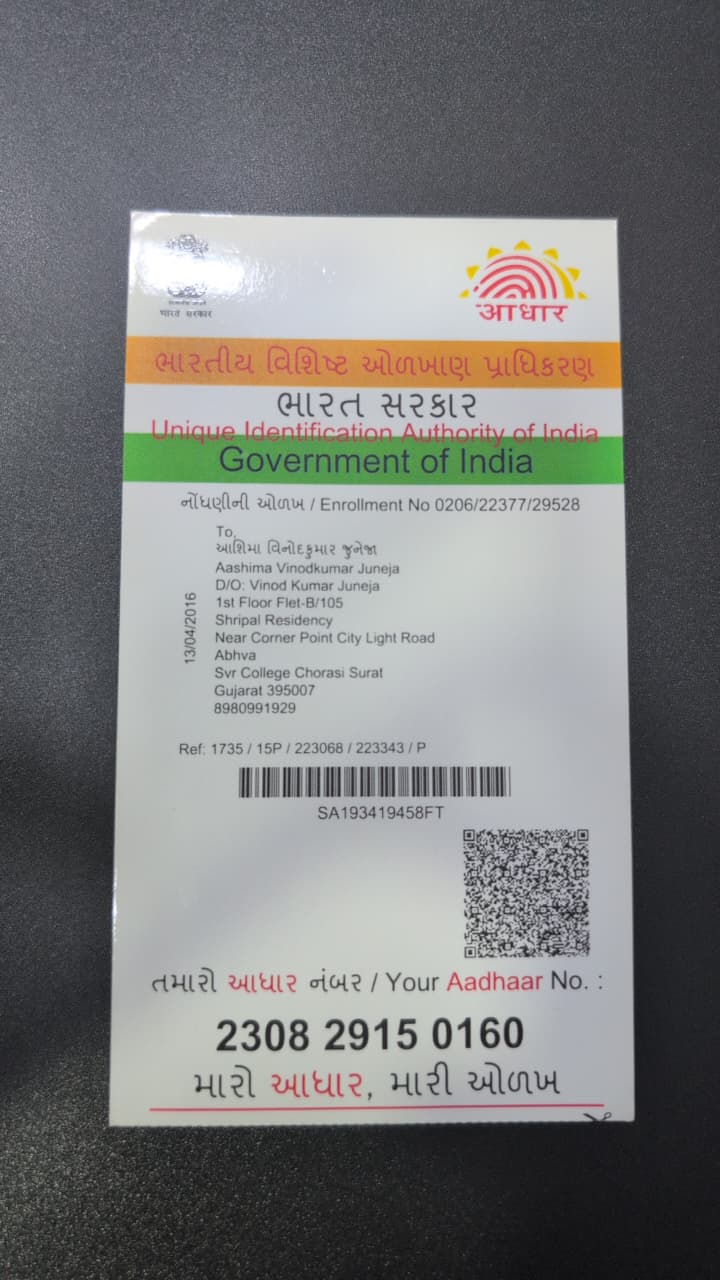 भारत सरकार
आधार
ભારતીય વિશિષ્ટ ઓળખાણ પ્રાધિકરણ
ભારત સરકાર
Unique Identification Authority of India
Government of India
નોંધણીની ઓળખ / Enrollment No 0206/22377/29528
To,
આશિમા વિનોદકુમાર જુનેજા
Aashima Vinodkumar Juneja
D/O: Vinod Kumar Juneja
1st Floor Flet-B/105
Shripal Residency
Near Corner Point City Light Road
Abhva
Svr College Chorasi Surat
Gujarat 395007
8980991929
13/04/2016
Ref: 1735 / 15P / 223068 / 223343 / P
SA193419458FT
તમારો આધાર નંબર / Your Aadhaar No. :
2308 2915 0160
મારો આધાર, મારી ઓળખ